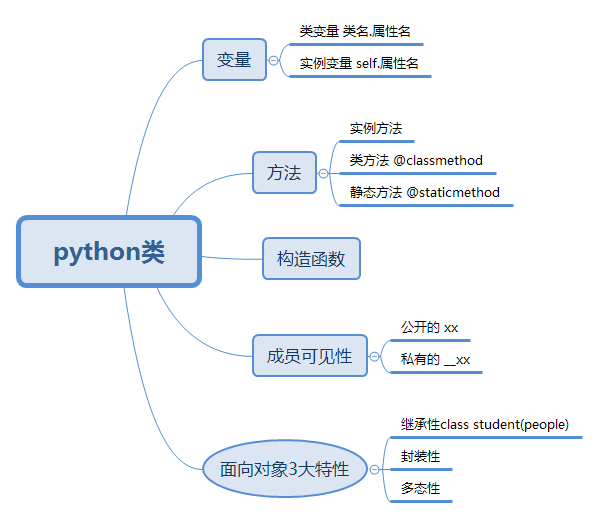 python类
变量
类变量 类名.属性名
实例变量 self.属性名
方法
实例方法
类方法 @classmethod
静态方法 @staticmethod
构造函数
成员可见性
公开的 xx
私有的 __xx
面向对象3大特性
继承性class student(people)
封装性
多态性